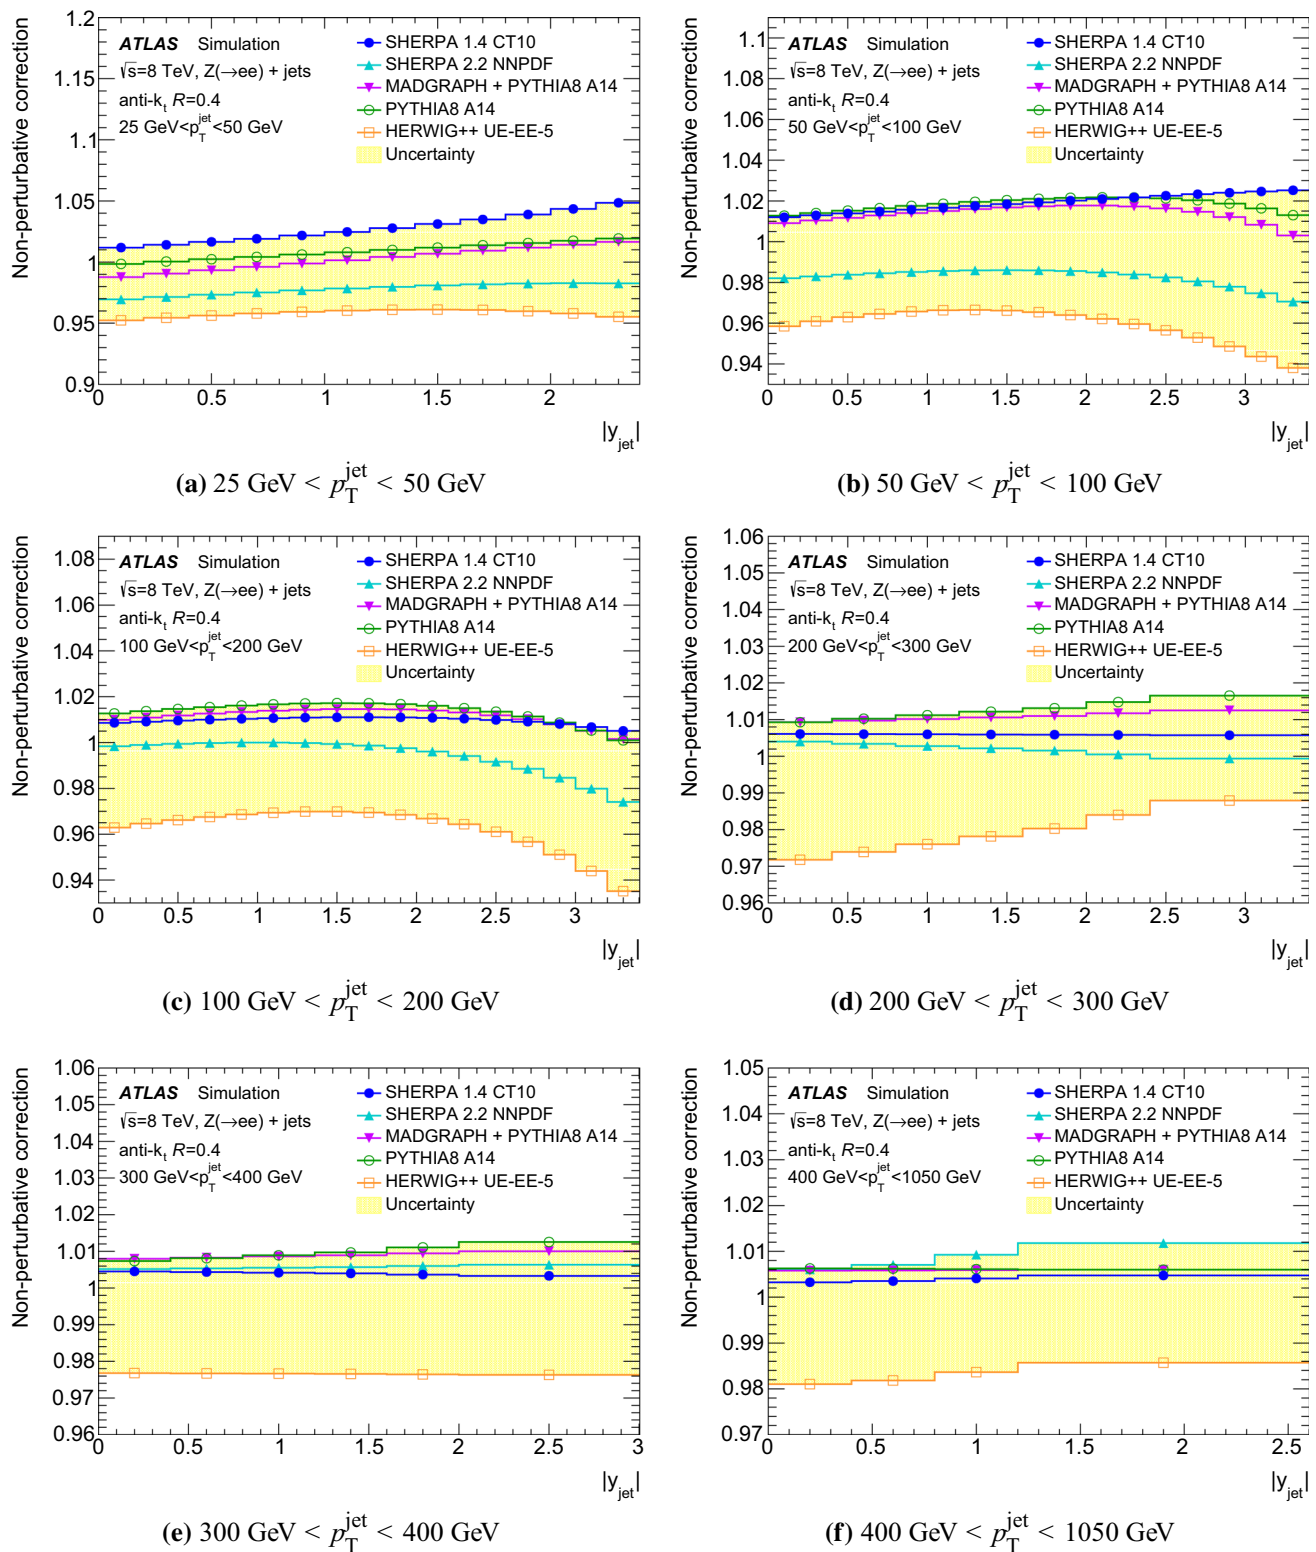 Non-perturbative correction
1.2
1.15
1.1
1.05
1
0.95
0.9
ATLAS Simulation
√s=8 TeV, Z(→ee) + jets
anti-kt R=0.4
25 GeV<pTjet<50 GeV
SHERPA 1.4 CT10
SHERPA 2.2 NNPDF
MADGRAPH + PYTHIA8 A14
PYTHIA8 A14
HERWIG++ UE-EE-5
Uncertainty
0 0.5 1 1.5 2
|yjet|
(a) 25 GeV < pTjet < 50 GeV
Non-perturbative correction
1.1
1.08
1.06
1.04
1.02
1
0.98
0.96
0.94
ATLAS Simulation
√s=8 TeV, Z(→ee) + jets
anti-kt R=0.4
50 GeV<pTjet<100 GeV
SHERPA 1.4 CT10
SHERPA 2.2 NNPDF
MADGRAPH + PYTHIA8 A14
PYTHIA8 A14
HERWIG++ UE-EE-5
Uncertainty
0 0.5 1 1.5 2 2.5 3
|yjet|
(b) 50 GeV < pTjet < 100 GeV
Non-perturbative correction
1.08
1.06
1.04
1.02
1
0.98
0.96
0.94
ATLAS Simulation
√s=8 TeV, Z(→ee) + jets
anti-kt R=0.4
100 GeV<pTjet<200 GeV
SHERPA 1.4 CT10
SHERPA 2.2 NNPDF
MADGRAPH + PYTHIA8 A14
PYTHIA8 A14
HERWIG++ UE-EE-5
Uncertainty
0 0.5 1 1.5 2 2.5 3
|yjet|
(c) 100 GeV < pTjet < 200 GeV
Non-perturbative correction
1.06
1.05
1.04
1.03
1.02
1.01
1
0.99
0.98
0.97
0.96
ATLAS Simulation
√s=8 TeV, Z(→ee) + jets
anti-kt R=0.4
200 GeV<pTjet<300 GeV
SHERPA 1.4 CT10
SHERPA 2.2 NNPDF
MADGRAPH + PYTHIA8 A14
PYTHIA8 A14
HERWIG++ UE-EE-5
Uncertainty
0 0.5 1 1.5 2 2.5 3
|yjet|
(d) 200 GeV < pTjet < 300 GeV
Non-perturbative correction
1.06
1.05
1.04
1.03
1.02
1.01
1
0.99
0.98
0.97
0.96
ATLAS Simulation
√s=8 TeV, Z(→ee) + jets
anti-kt R=0.4
300 GeV<pTjet<400 GeV
SHERPA 1.4 CT10
SHERPA 2.2 NNPDF
MADGRAPH + PYTHIA8 A14
PYTHIA8 A14
HERWIG++ UE-EE-5
Uncertainty
0 0.5 1 1.5 2 2.5 3
|yjet|
(e) 300 GeV < pTjet < 400 GeV
Non-perturbative correction
1.05
1.04
1.03
1.02
1.01
1
0.99
0.98
0.97
ATLAS Simulation
√s=8 TeV, Z(→ee) + jets
anti-kt R=0.4
400 GeV<pTjet<1050 GeV
SHERPA 1.4 CT10
SHERPA 2.2 NNPDF
MADGRAPH + PYTHIA8 A14
PYTHIA8 A14
HERWIG++ UE-EE-5
Uncertainty
0 0.5 1 1.5 2 2.5
|yjet|
(f) 400 GeV < pTjet < 1050 GeV